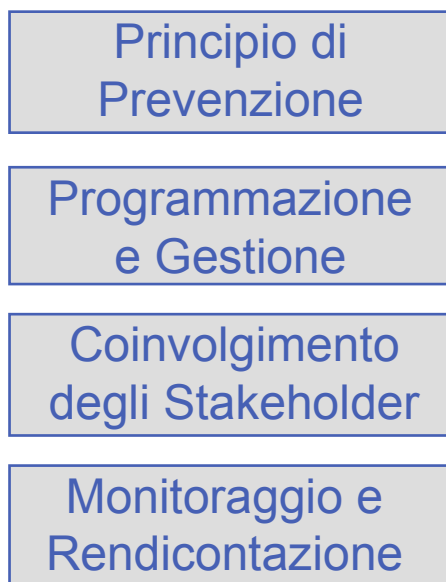 Principio di
Prevenzione
Programmazione
e Gestione
Coinvolgimento
degli Stakeholder
Monitoraggio e
Rendicontazione